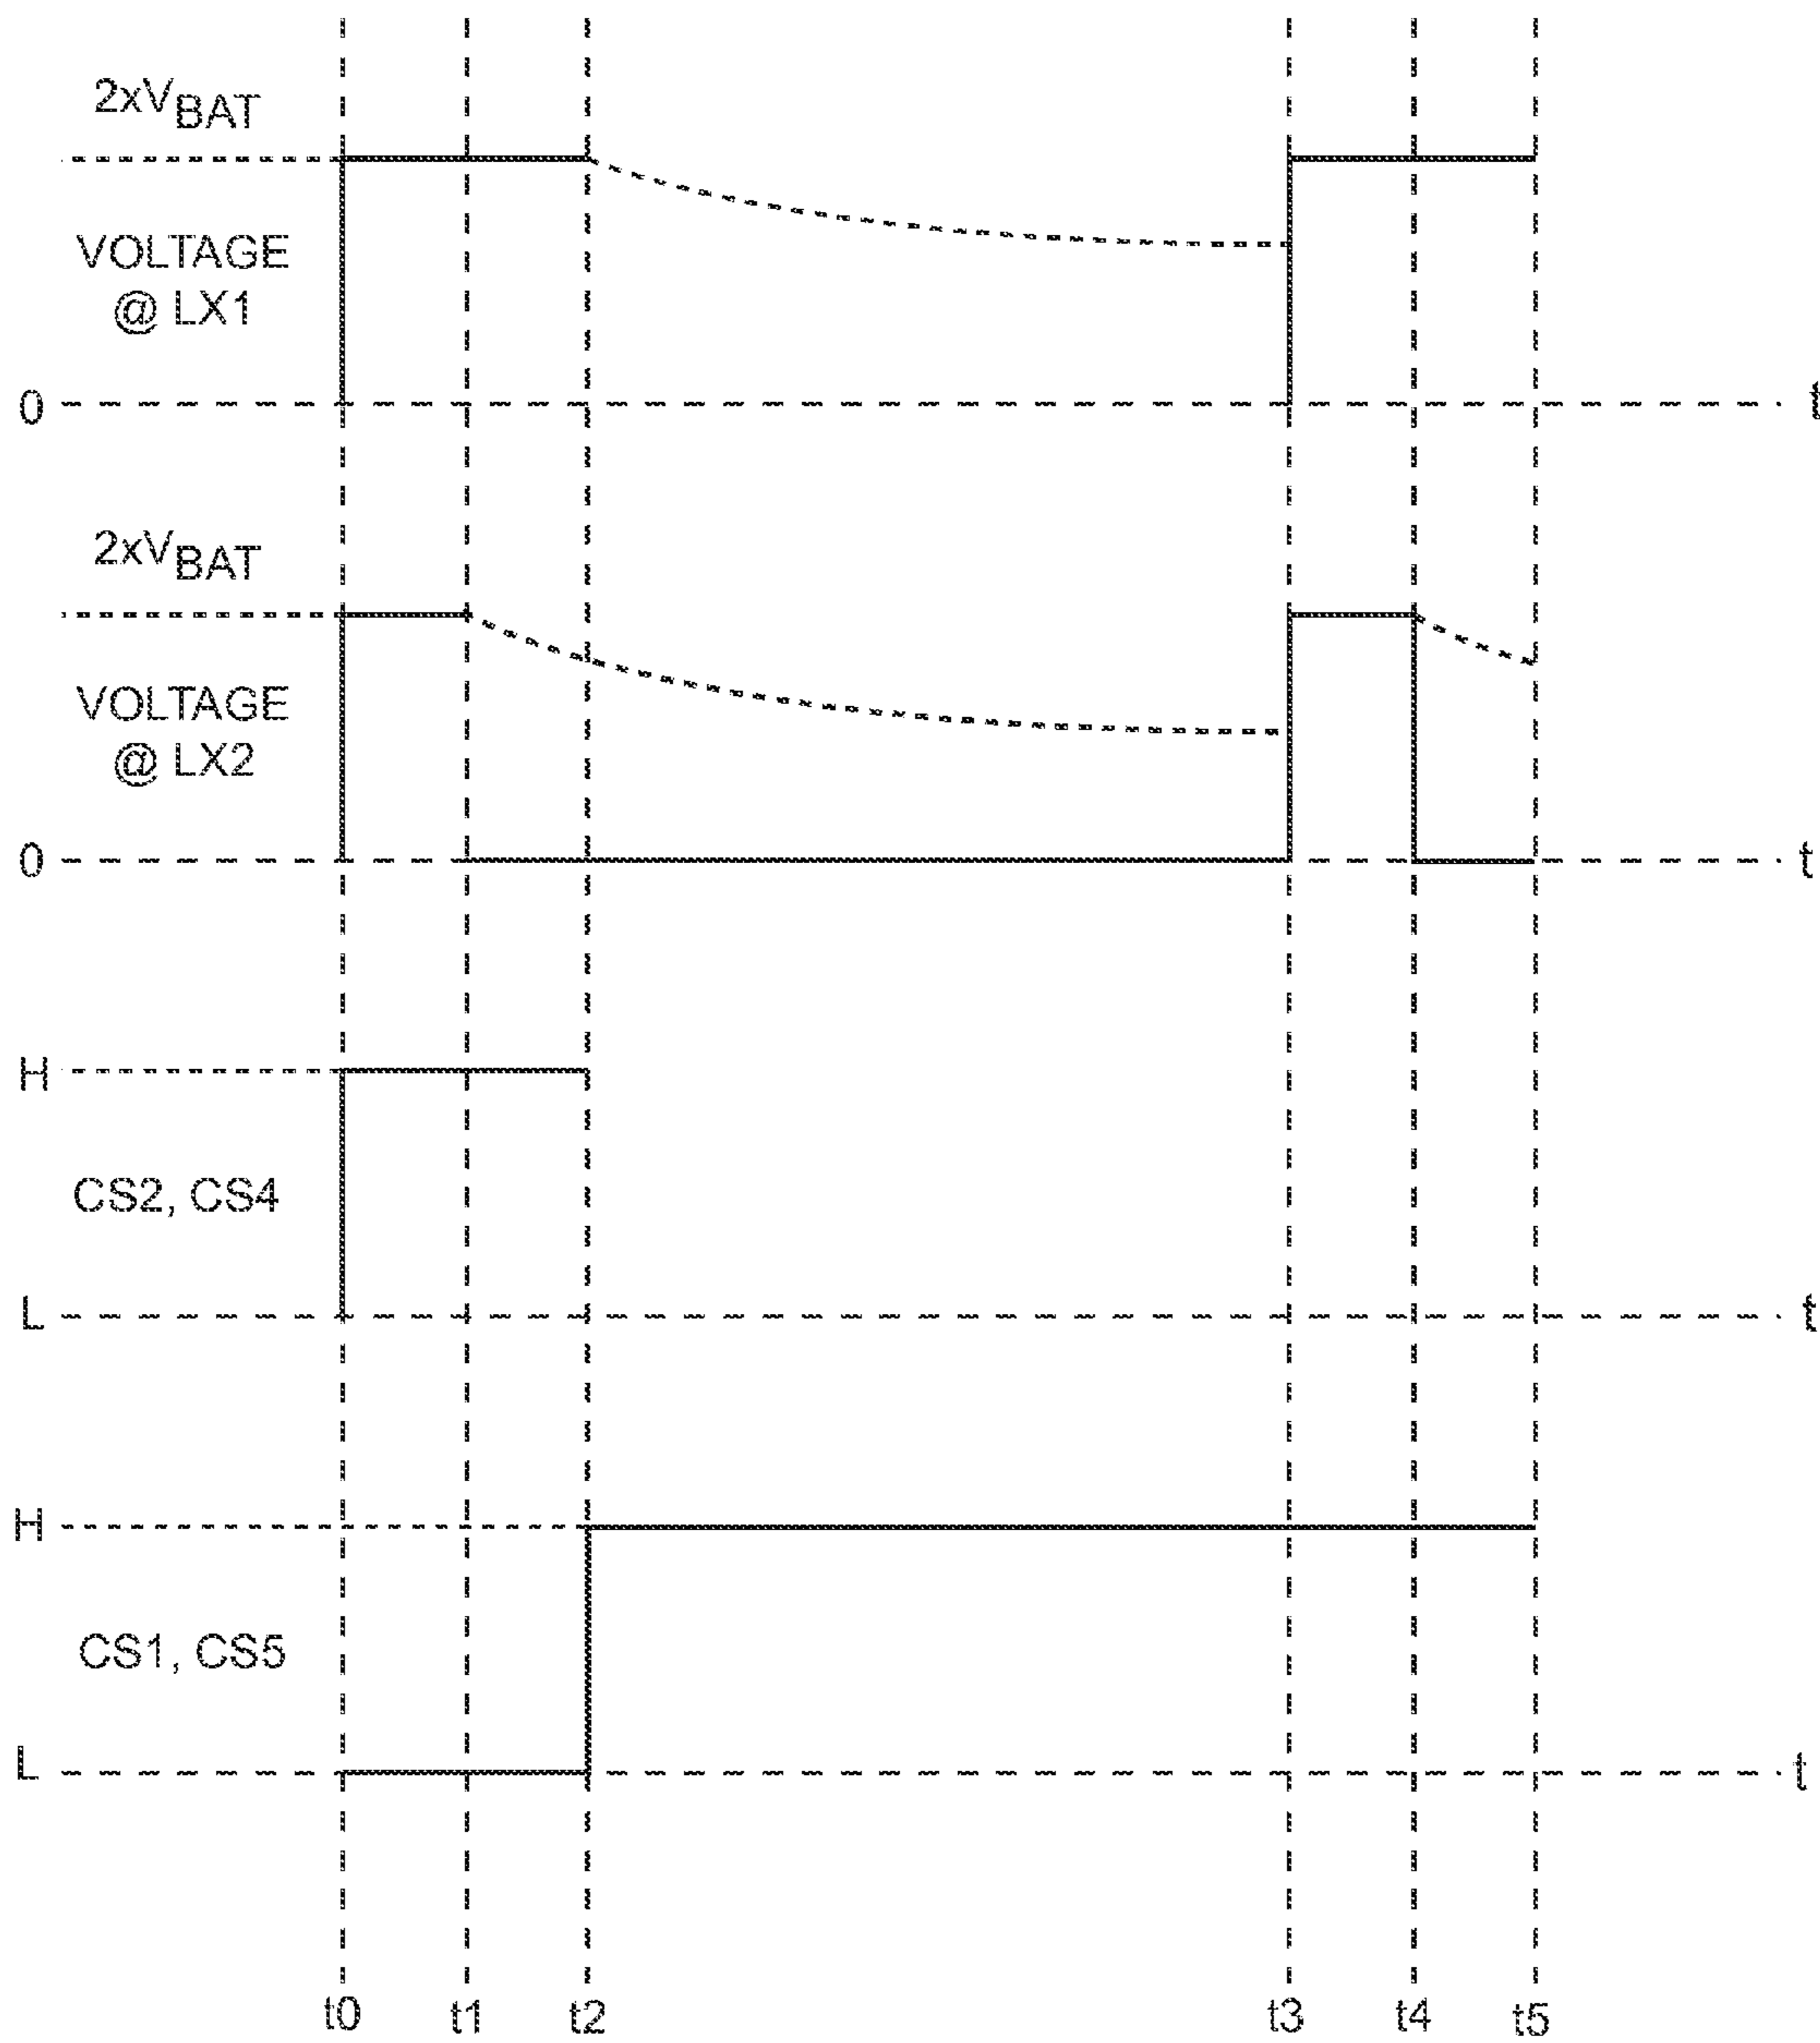 2xVBAT
VOLTAGE
@ LX1
0
t
2xVBAT
VOLTAGE
@ LX2
0
t
H
CS2, CS4
L
t
H
CS1, CS5
L
t
t0 t1 t2 t3 t4 t5